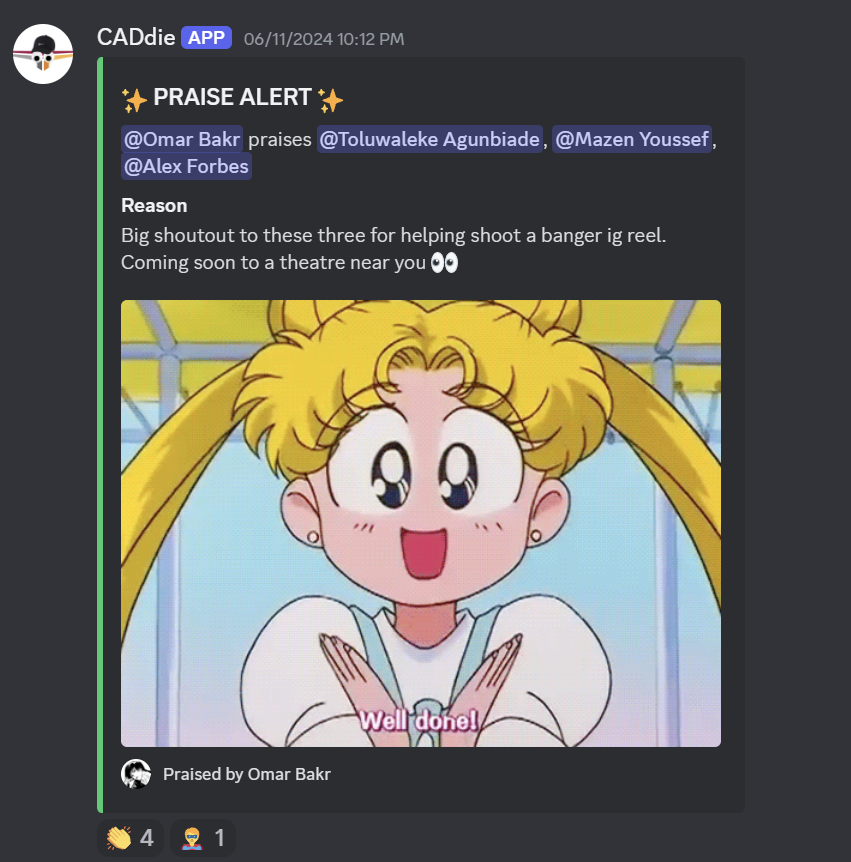 CADdie APP 06/11/2024 10:12 PM
✨ PRAISE ALERT ✨
@Omar Bakr praises @Toluwaleke Agunbiade, @Mazen Youssef,
@Alex Forbes
Reason
Big shoutout to these three for helping shoot a banger ig reel.
Coming soon to a theatre near you 👀
Well done!
Praised by Omar Bakr
👏 4 🦸‍♂️ 1